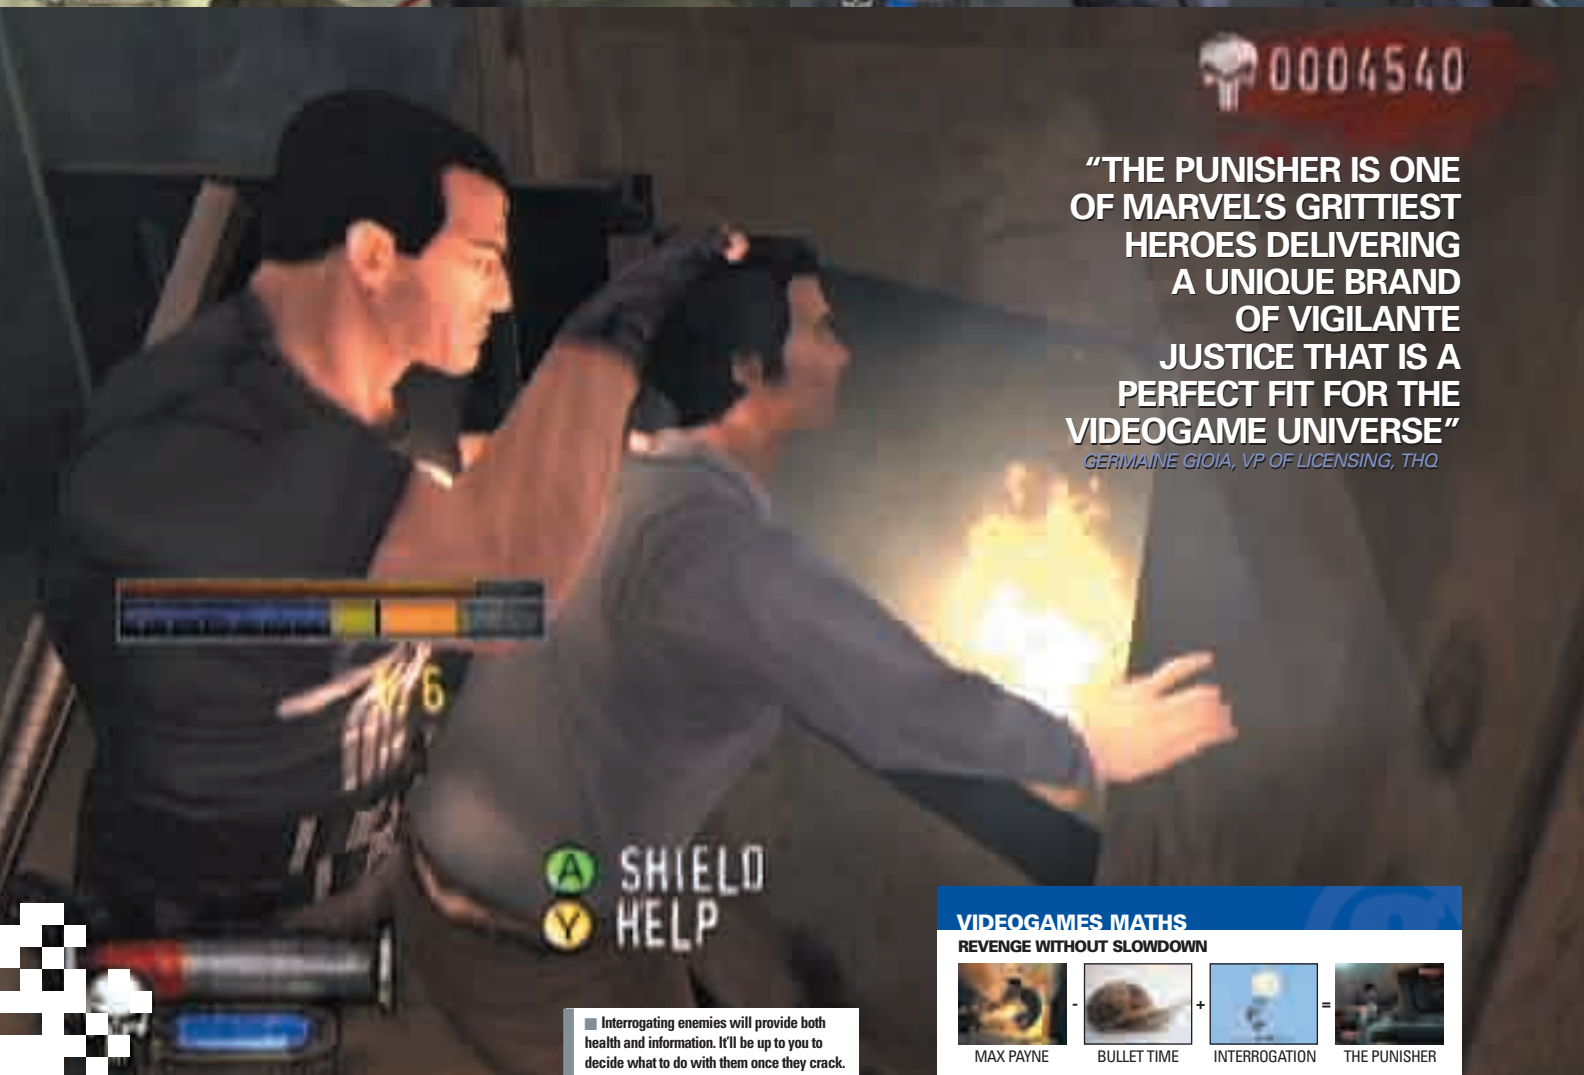 0004540
“THE PUNISHER IS ONE
OF MARVEL’S GRITTIEST
HEROES DELIVERING
A UNIQUE BRAND
OF VIGILANTE
JUSTICE THAT IS A
PERFECT FIT FOR THE
VIDEOGAME UNIVERSE”
GERMAINE GIOIA, VP OF LICENSING, THQ
/6
A SHIELD
Y HELP
Interrogating enemies will provide both
health and information. It’ll be up to you to
decide what to do with them once they crack.
VIDEOGAMES MATHS
REVENGE WITHOUT SLOWDOWN
- + =
MAX PAYNE BULLET TIME INTERROGATION THE PUNISHER